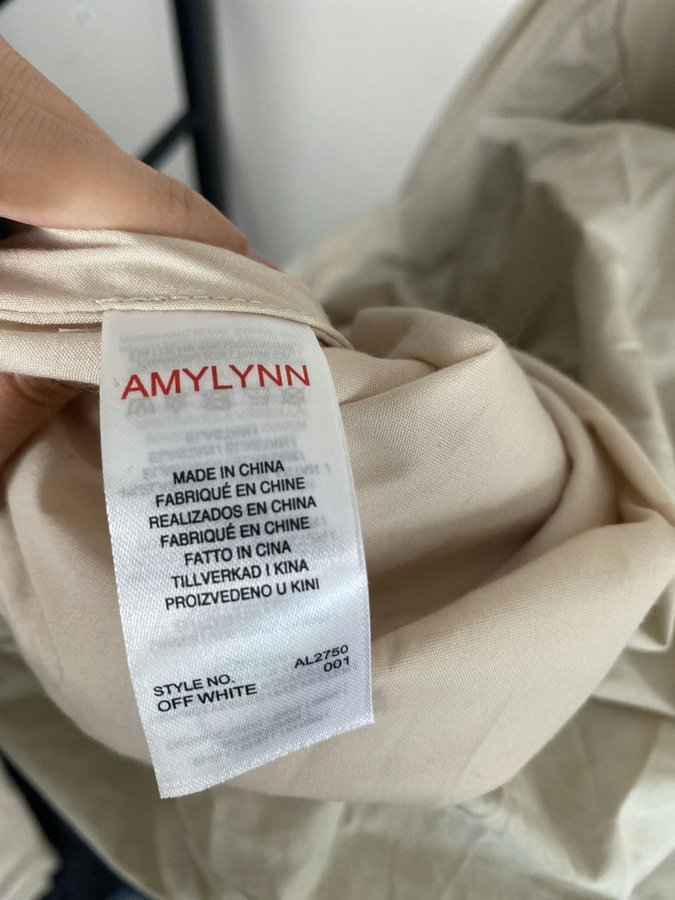 AMYLYNN
MADE IN CHINA
FABRIQUÉ EN CHINE
REALIZADOS EN CHINA
FABRIQUÉ EN CHINE
FATTO IN CINA
TILLVERKAD I KINA
PROIZVEDENO U KINI
STYLE NO. AL2750
OFF WHITE 001